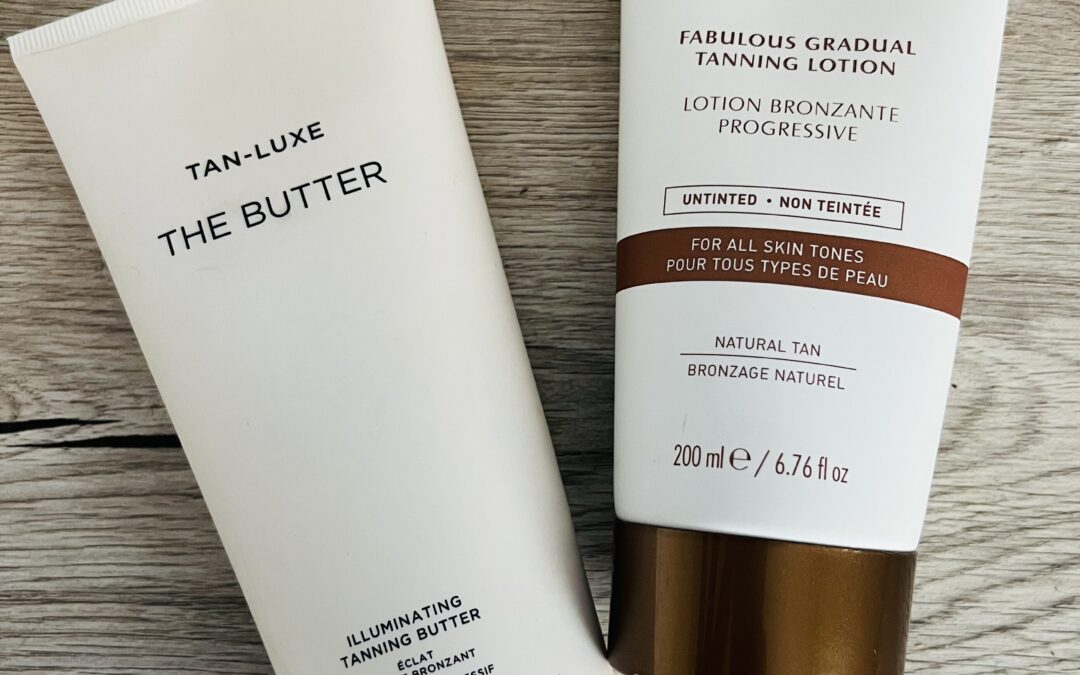 TAN-LUXE
THE BUTTER
ILLUMINATING
TANNING BUTTER
ÉCLAT
BRONZANT
FABULOUS GRADUAL
TANNING LOTION
LOTION BRONZANTE
PROGRESSIVE
UNTINTED • NON TEINTÉE
FOR ALL SKIN TONES
POUR TOUS TYPES DE PEAU
NATURAL TAN
BRONZAGE NATUREL
200 ml ℮ / 6.76 fl oz